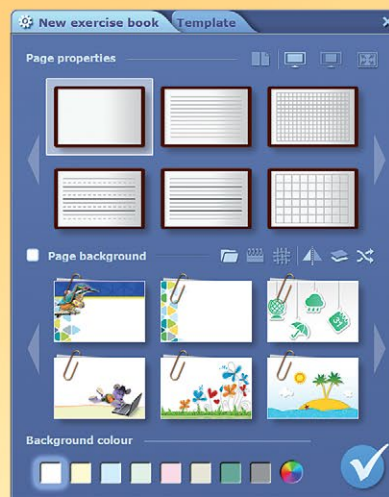 New exercise book Template
Page properties
Page background
Background colour